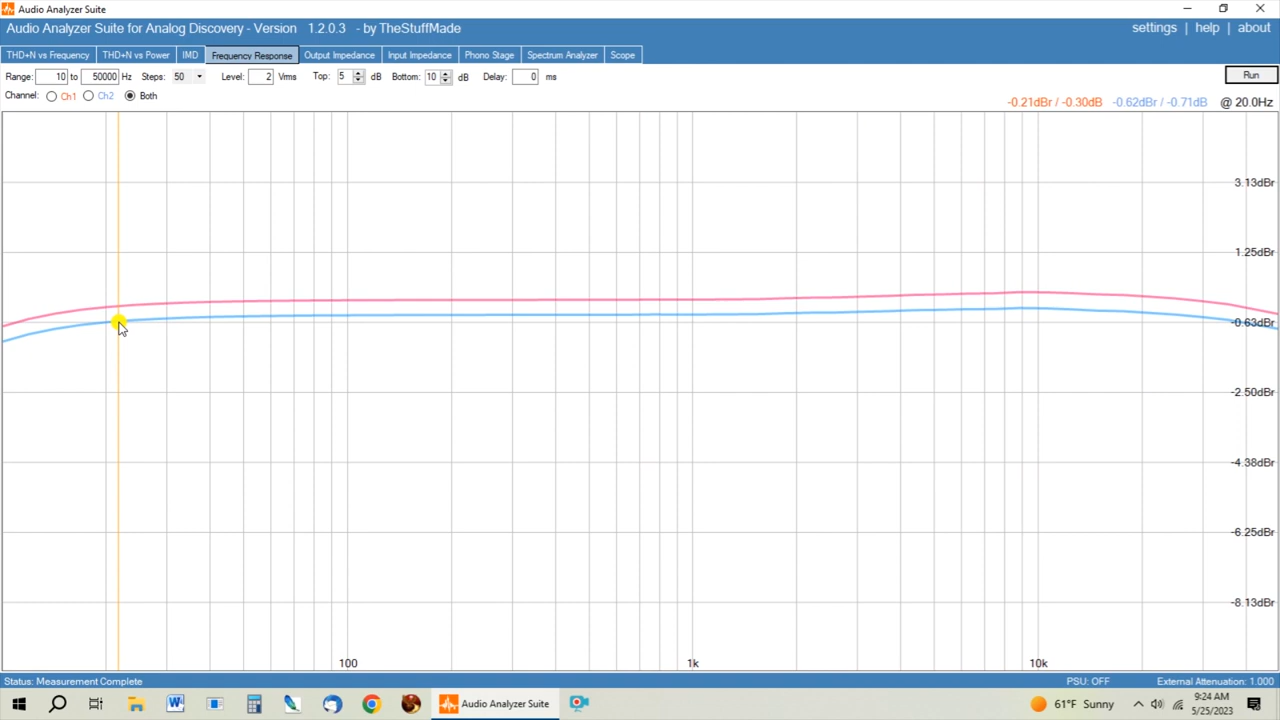 Audio Analyzer Suite
Audio Analyzer Suite for Analog Discovery - Version 1.2.0.3 - by TheStuffMade
settings | help | about
THD+N vs Frequency THD+N vs Power IMD Frequency Response Output Impedance Input Impedance Phono Stage Spectrum Analyzer Scope
Range: 10 to 50000 Hz Steps: 50 Level: 2 Vrms Top: 5 dB Bottom: 10 dB Delay: 0 ms Run
Channel: Ch1 Ch2 Both
-0.21dBr / -0.30dB -0.62dBr / -0.71dB @ 20.0Hz
3.13dBr
1.25dBr
-0.63dBr
-2.50dBr
-4.38dBr
-6.25dBr
-8.13dBr
100 1k 10k
Status: Measurement Complete PSU: OFF External Attenuation: 1.000
Audio Analyzer Suite 61°F Sunny 9:24 AM
5/25/2023